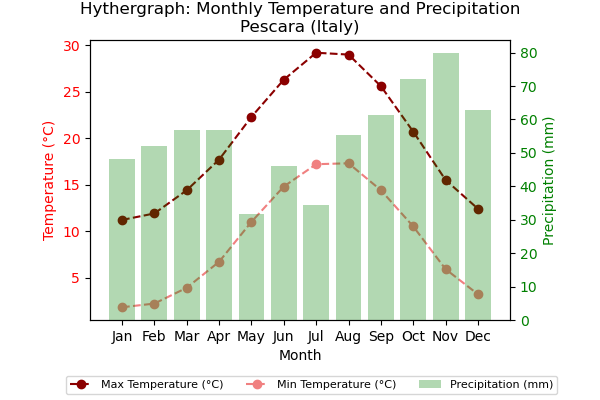 Hythergraph: Monthly Temperature and Precipitation
Pescara (Italy)
30
25
20
15
10
5
Temperature (°C)
80
70
60
50
40
30
20
10
0
Precipitation (mm)
Jan Feb Mar Apr May Jun Jul Aug Sep Oct Nov Dec
Month
Max Temperature (°C) Min Temperature (°C) Precipitation (mm)